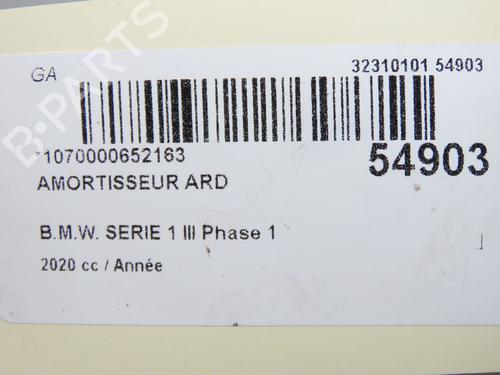 GA
32310101 54903
*1070000652163
54903
AMORTISSEUR ARD
B.M.W. SERIE 1 III Phase 1
2020 cc / Année
B-PARTS